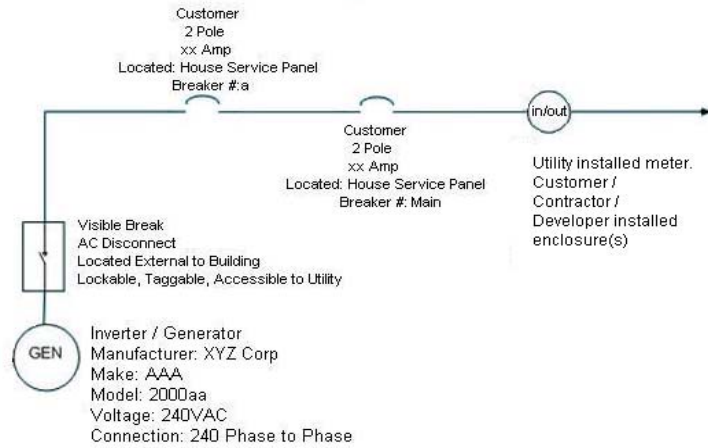 Customer
2 Pole
xx Amp
Located: House Service Panel
Breaker #:a
in/out
Customer
2 Pole
xx Amp
Located: House Service Panel
Breaker #: Main
Utility installed meter.
Customer /
Contractor /
Developer installed
enclosure(s)
Visible Break
AC Disconnect
Located External to Building
Lockable, Taggable, Accessible to Utility
GEN
Inverter / Generator
Manufacturer: XYZ Corp
Make: AAA
Model: 2000aa
Voltage: 240VAC
Connection: 240 Phase to Phase